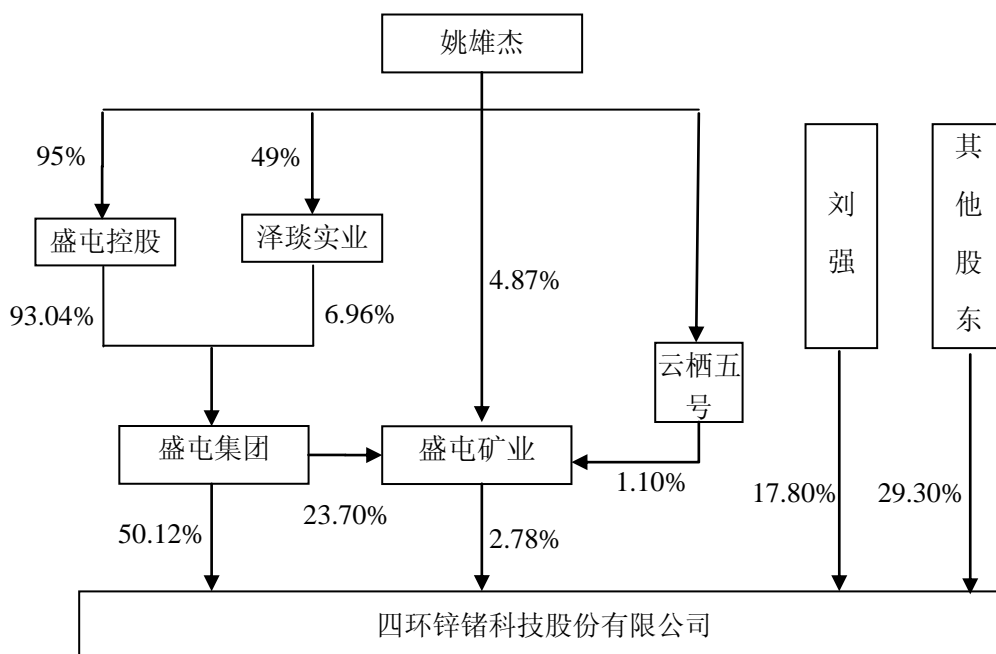 姚雄杰
95%
49%
盛屯控股
泽琰实业
刘
强
其
他
股
东
93.04%
6.96%
4.87%
云栖五
号
盛屯集团
盛屯矿业
1.10%
17.80%
29.30%
23.70%
50.12%
2.78%
四环锌锗科技股份有限公司